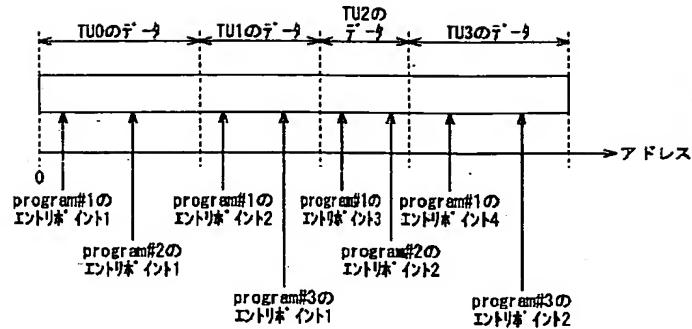 TU0のデータ
TU1のデータ
TU2の
データ
TU3のデータ
アドレス
0
program#1の
エントリポイント1
program#1の
エントリポイント2
program#1の
エントリポイント3
program#1の
エントリポイント4
program#2の
エントリポイント1
program#2の
エントリポイント2
program#3の
エントリポイント1
program#3の
エントリポイント2